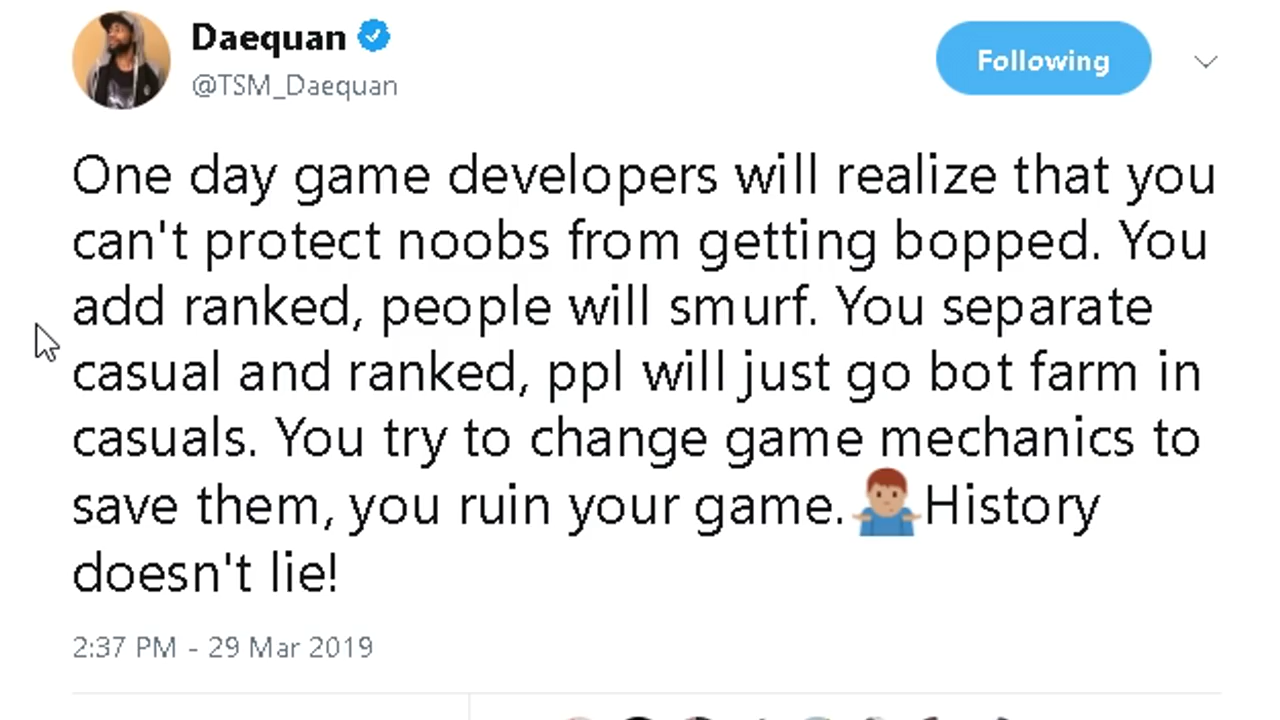 Daequan
@TSM_Daequan
Following
One day game developers will realize that you
can't protect noobs from getting bopped. You
add ranked, people will smurf. You separate
casual and ranked, ppl will just go bot farm in
casuals. You try to change game mechanics to
save them, you ruin your game.🤷🏽‍♂️History
doesn't lie!
2:37 PM - 29 Mar 2019